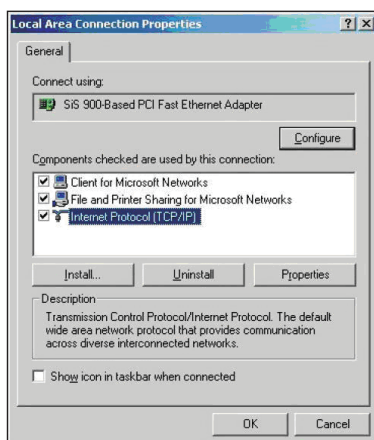 Local Area Connection Properties
General
Connect using:
SiS 900-Based PCI Fast Ethernet Adapter
Configure
Components checked are used by this connection:
Client for Microsoft Networks
File and Printer Sharing for Microsoft Networks
Internet Protocol (TCP/IP)
Install... Uninstall Properties
Description
Transmission Control Protocol/Internet Protocol. The default
wide area network protocol that provides communication
across diverse interconnected networks.
Show icon in taskbar when connected
OK Cancel